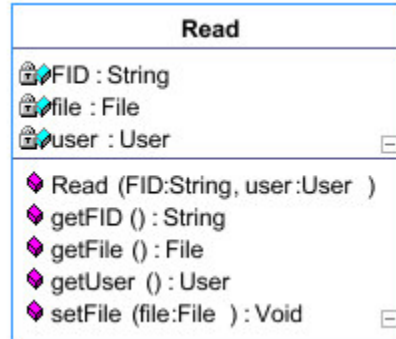 Read
FID : String
file : File
user : User
Read (FID:String, user:User )
getFID () : String
getFile () : File
getUser () : User
setFile (file:File ) : Void